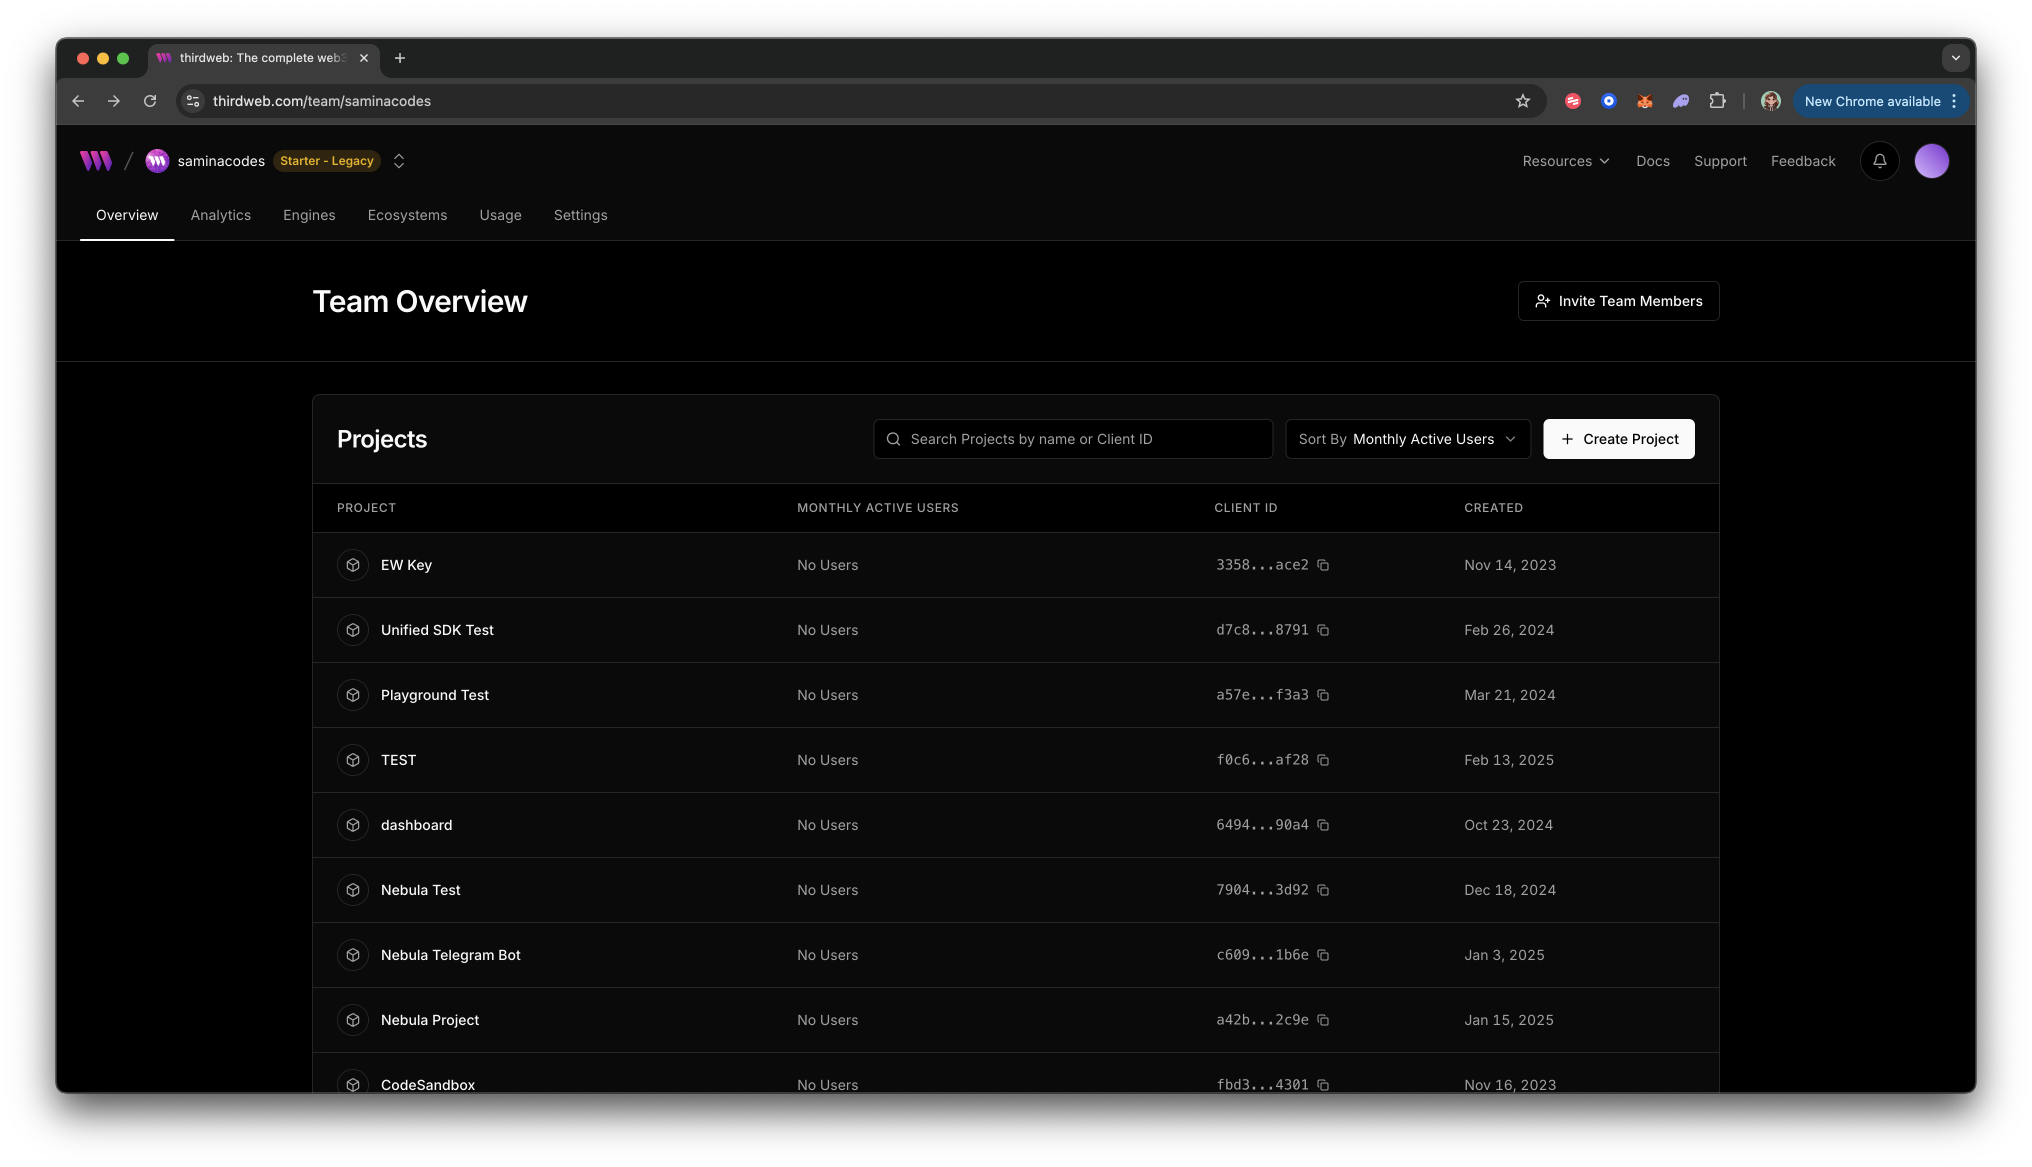 thirdweb: The complete web3
thirdweb.com/team/saminacodes
New Chrome available
saminacodes Starter - Legacy
Resources Docs Support Feedback
Overview Analytics Engines Ecosystems Usage Settings
Team Overview
Invite Team Members
Projects
Search Projects by name or Client ID
Sort By Monthly Active Users
Create Project
PROJECT MONTHLY ACTIVE USERS CLIENT ID CREATED
EW Key No Users 3358...ace2 Nov 14, 2023
Unified SDK Test No Users d7c8...8791 Feb 26, 2024
Playground Test No Users a57e...f3a3 Mar 21, 2024
TEST No Users f0c6...af28 Feb 13, 2025
dashboard No Users 6494...90a4 Oct 23, 2024
Nebula Test No Users 7904...3d92 Dec 18, 2024
Nebula Telegram Bot No Users c609...1b6e Jan 3, 2025
Nebula Project No Users a42b...2c9e Jan 15, 2025
CodeSandbox No Users fbd3...4301 Nov 16, 2023